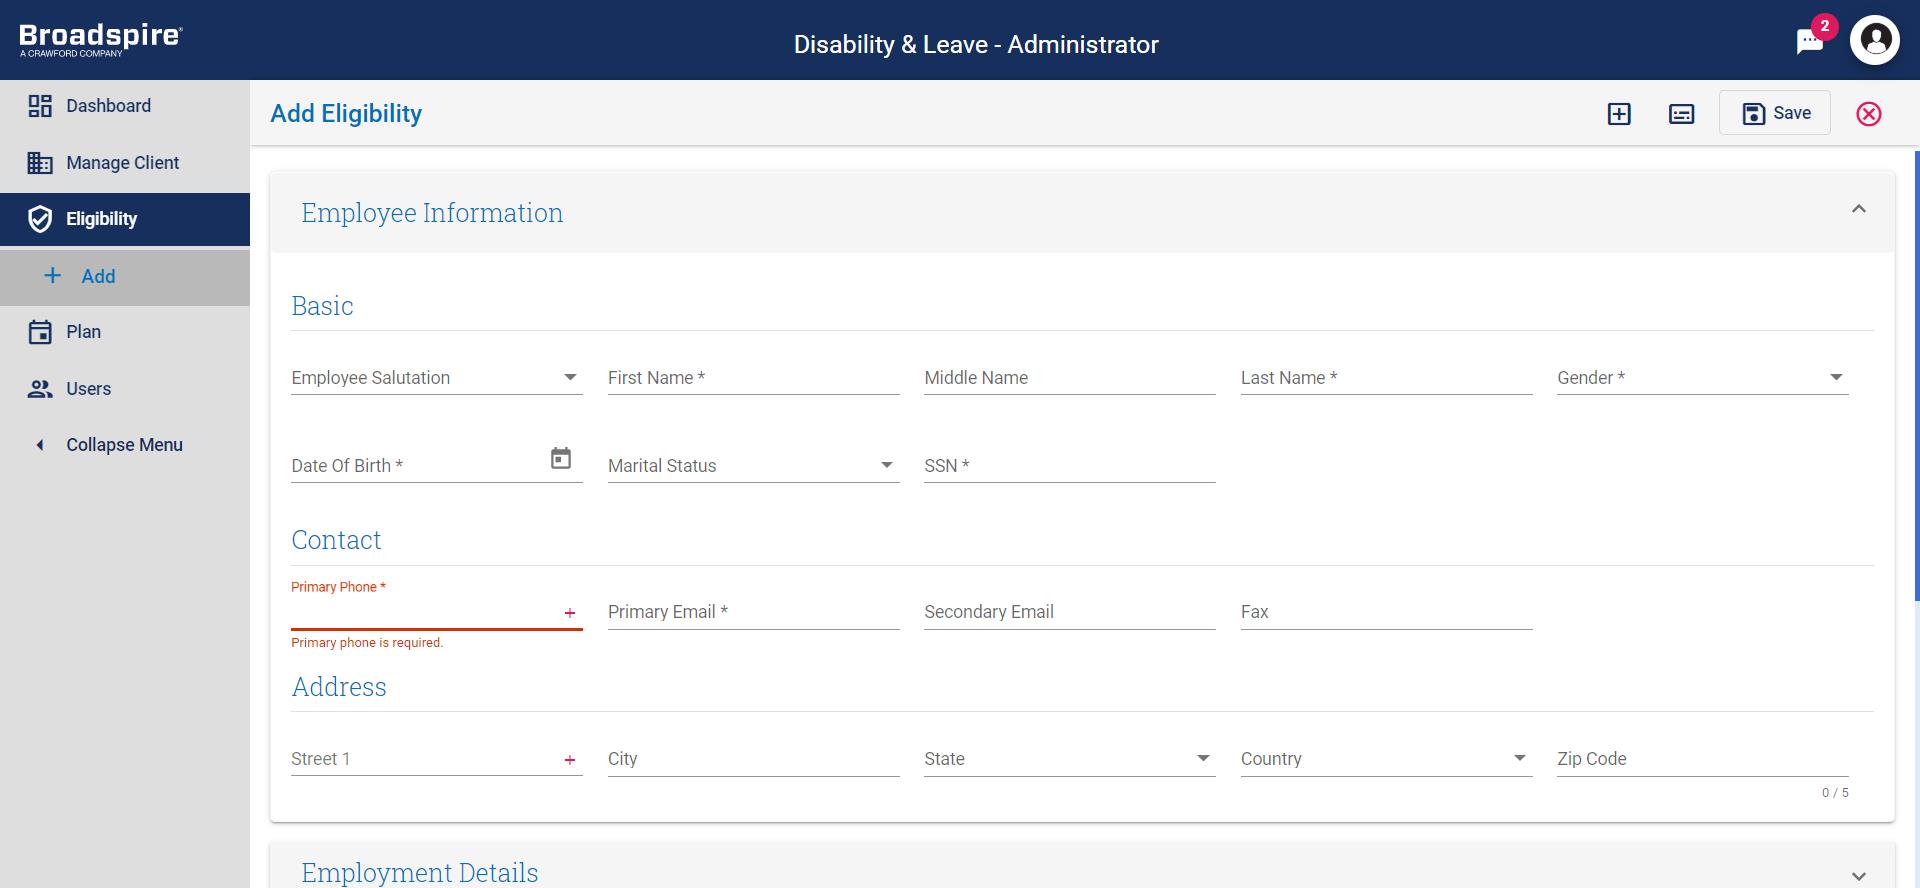 Broadspire®
A CRAWFORD COMPANY
Disability & Leave - Administrator
2
Dashboard
Manage Client
Eligibility
Add
Plan
Users
Collapse Menu
Add Eligibility
Save
Employee Information
Basic
Employee Salutation
First Name *
Middle Name
Last Name *
Gender *
Date Of Birth *
Marital Status
SSN *
Contact
Primary Phone *
Primary Email *
Secondary Email
Fax
Primary phone is required.
Address
Street 1
City
State
Country
Zip Code
0 / 5
Employment Details